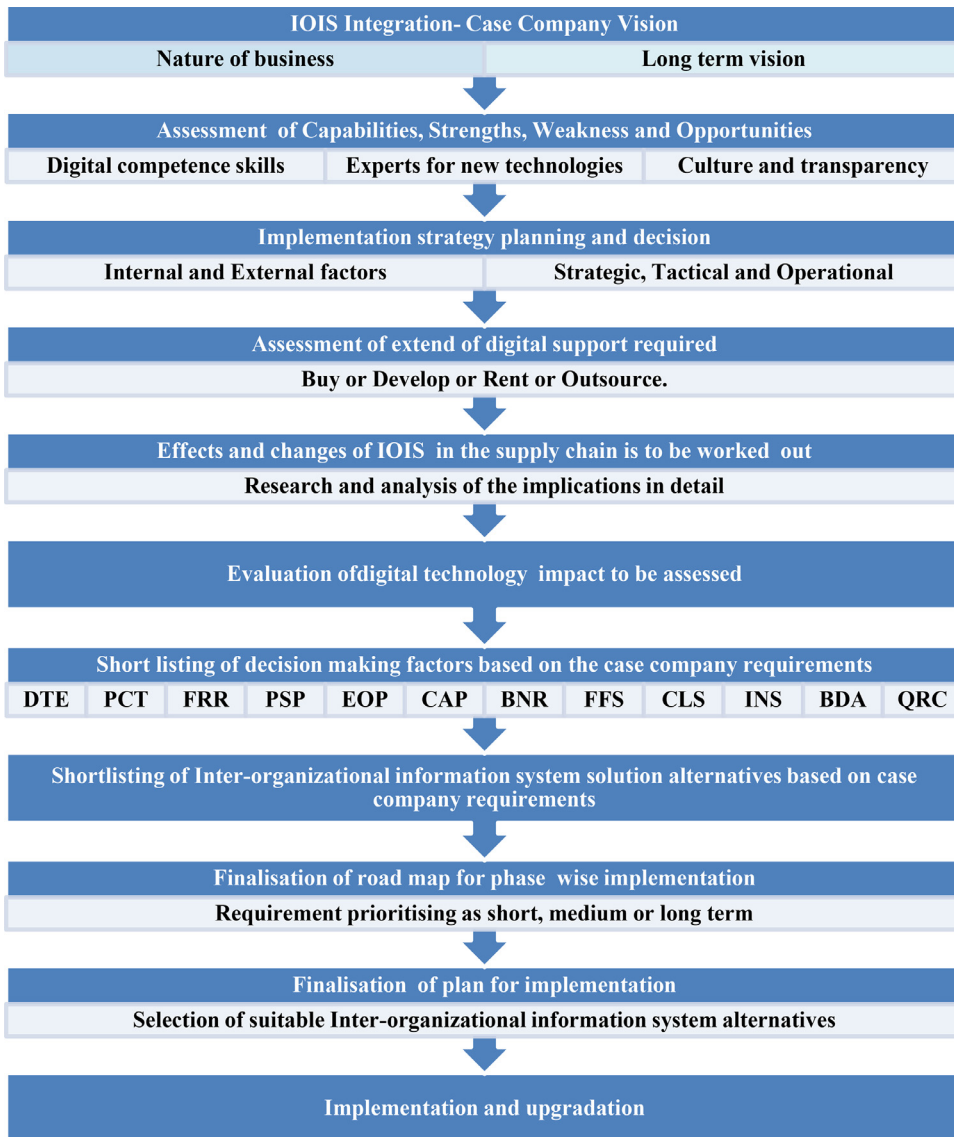 IOIS Integration- Case Company Vision
Nature of business
Long term vision
Assessment of Capabilities, Strengths, Weakness and Opportunities
Digital competence skills
Experts for new technologies
Culture and transparency
Implementation strategy planning and decision
Internal and External factors
Strategic, Tactical and Operational
Assessment of extend of digital support required
Buy or Develop or Rent or Outsource.
Effects and changes of IOIS in the supply chain is to be worked out
Research and analysis of the implications in detail
Evaluation ofdigital technology impact to be assessed
Short listing of decision making factors based on the case company requirements
DTE PCT FRR PSP EOP CAP BNR FFS CLS INS BDA QRC
Shortlisting of Inter-organizational information system solution alternatives based on case
company requirements
Finalisation of road map for phase wise implementation
Requirement prioritising as short, medium or long term
Finalisation of plan for implementation
Selection of suitable Inter-organizational information system alternatives
Implementation and upgradation